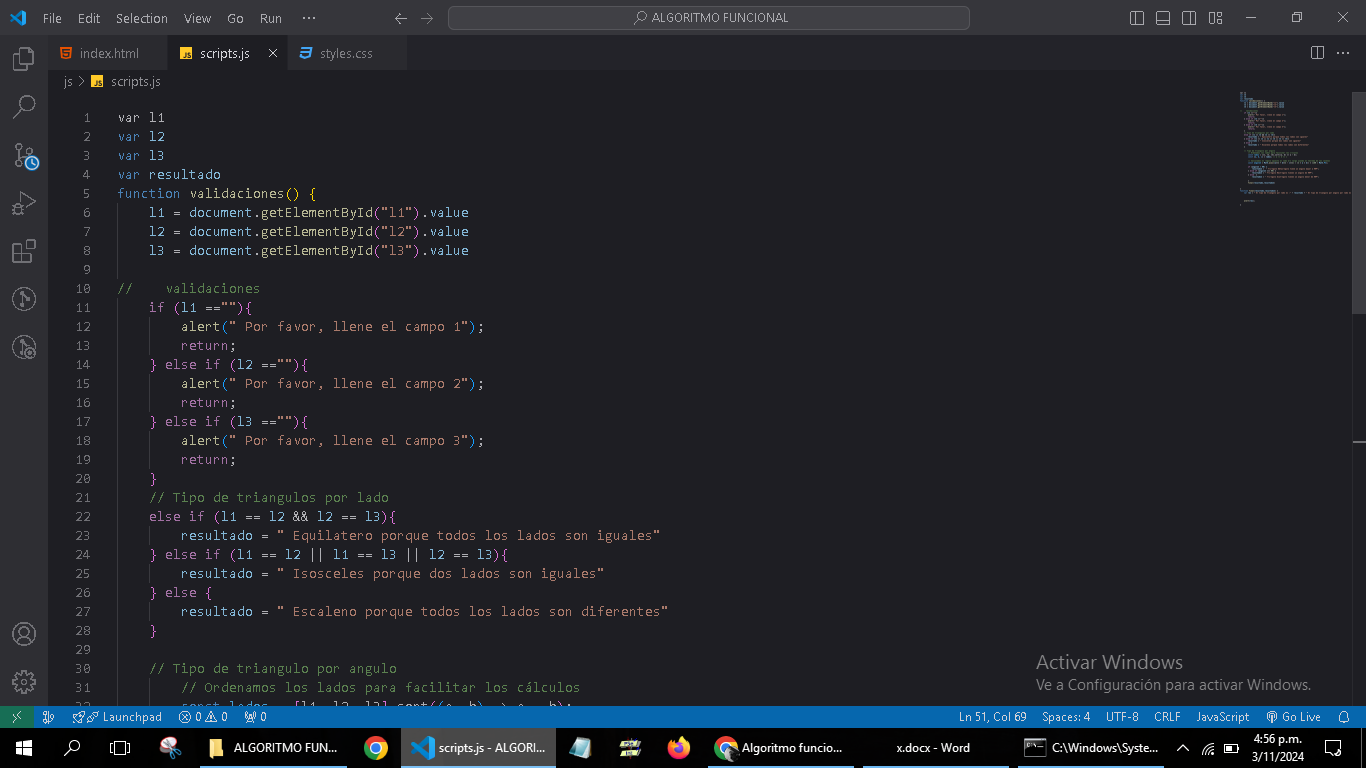 File Edit Selection View Go Run ··· ALGORITMO FUNCIONAL
index.html scripts.js styles.css
js > scripts.js
1 var l1
2 var l2
3 var l3
4 var resultado
5 function validaciones() {
6 l1 = document.getElementById("l1").value
7 l2 = document.getElementById("l2").value
8 l3 = document.getElementById("l3").value
9
10 // validaciones
11 if (l1 ==""){
12 alert(" Por favor, llene el campo 1");
13 return;
14 } else if (l2 ==""){
15 alert(" Por favor, llene el campo 2");
16 return;
17 } else if (l3 ==""){
18 alert(" Por favor, llene el campo 3");
19 return;
20 }
21 // Tipo de triangulos por lado
22 else if (l1 == l2 && l2 == l3){
23 resultado = " Equilatero porque todos los lados son iguales"
24 } else if (l1 == l2 || l1 == l3 || l2 == l3){
25 resultado = " Isosceles porque dos lados son iguales"
26 } else {
27 resultado = " Escaleno porque todos los lados son diferentes"
28 }
29
30 // Tipo de triangulo por angulo
31 // Ordenamos los lados para facilitar los cálculos
Activar Windows
Ve a Configuración para activar Windows.
Launchpad 0 0 0 Ln 51, Col 69 Spaces: 4 UTF-8 CRLF JavaScript Go Live
ALGORITMO FUN... scripts.js - ALGORI... Algoritmo funcio... x.docx - Word C:\Windows\Syste... 4:56 p.m.
3/11/2024